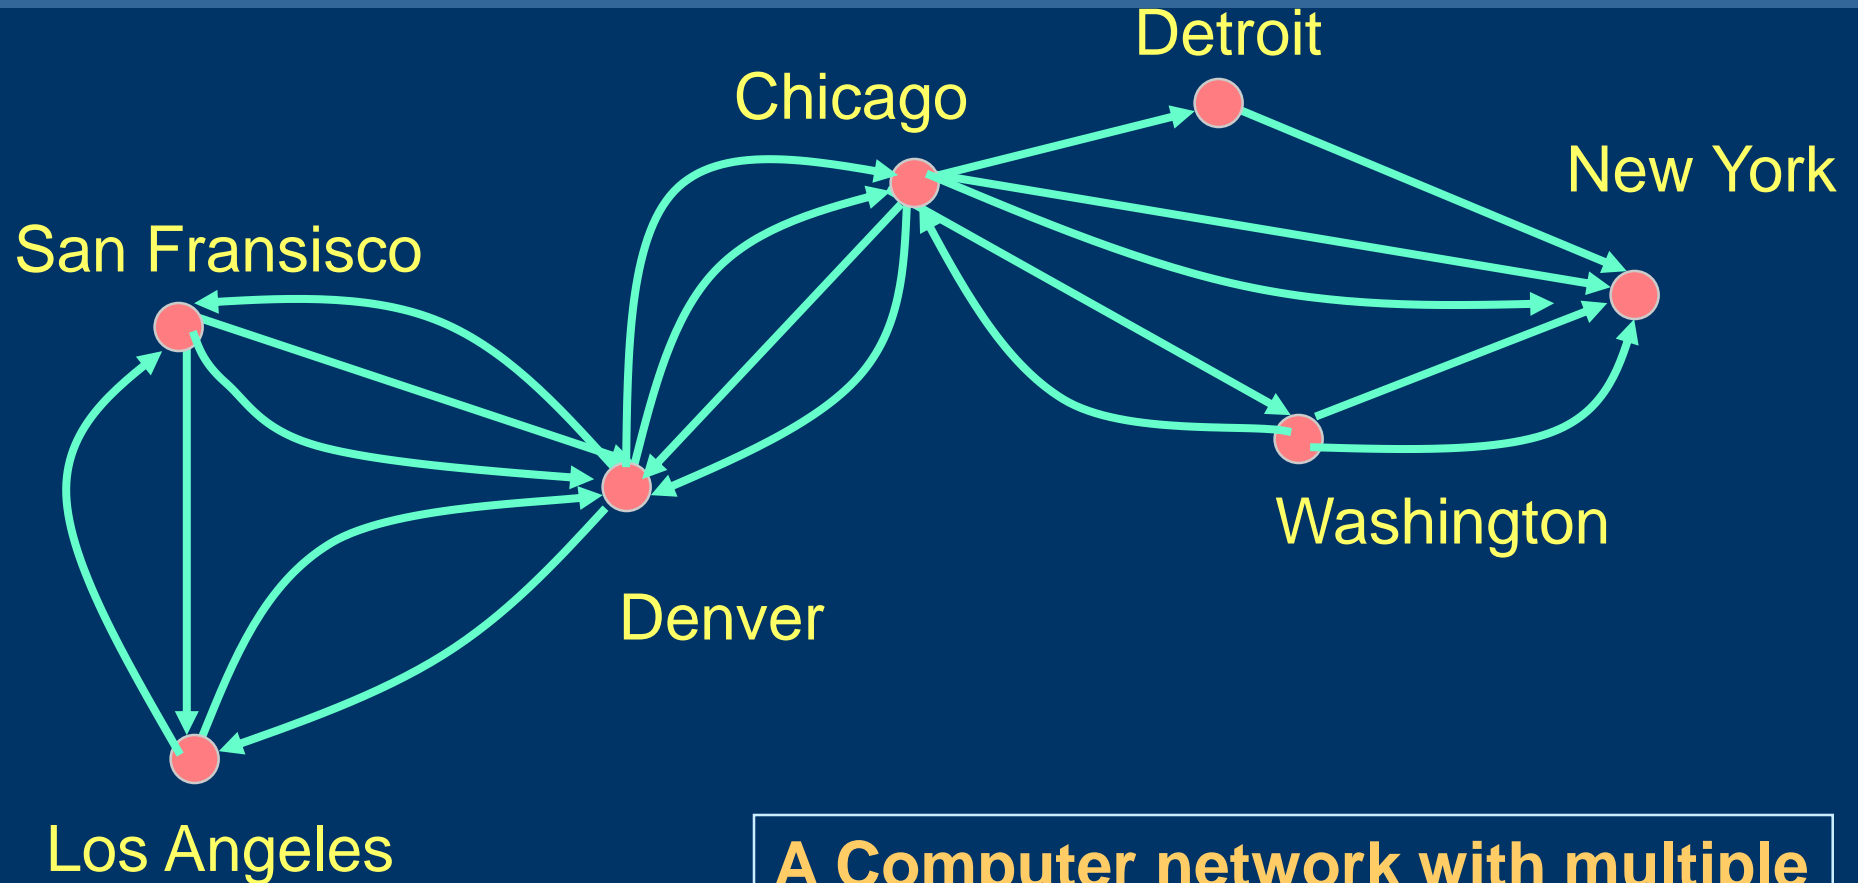 Detroit
Chicago
New York
San Fransisco
Washington
Denver
Los Angeles
A Computer network with multiple